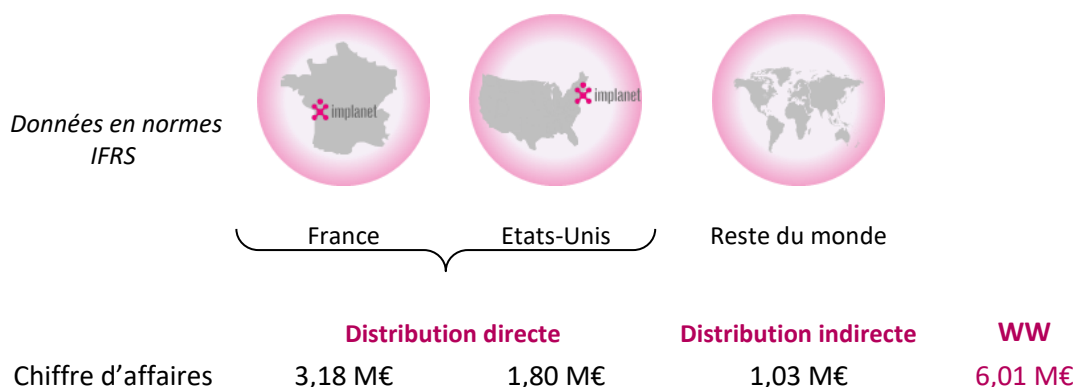 implanet
implanet
Données en normes
IFRS
France Etats-Unis Reste du monde
Distribution directe Distribution indirecte WW
Chiffre d’affaires 3,18 M€ 1,80 M€ 1,03 M€ 6,01 M€